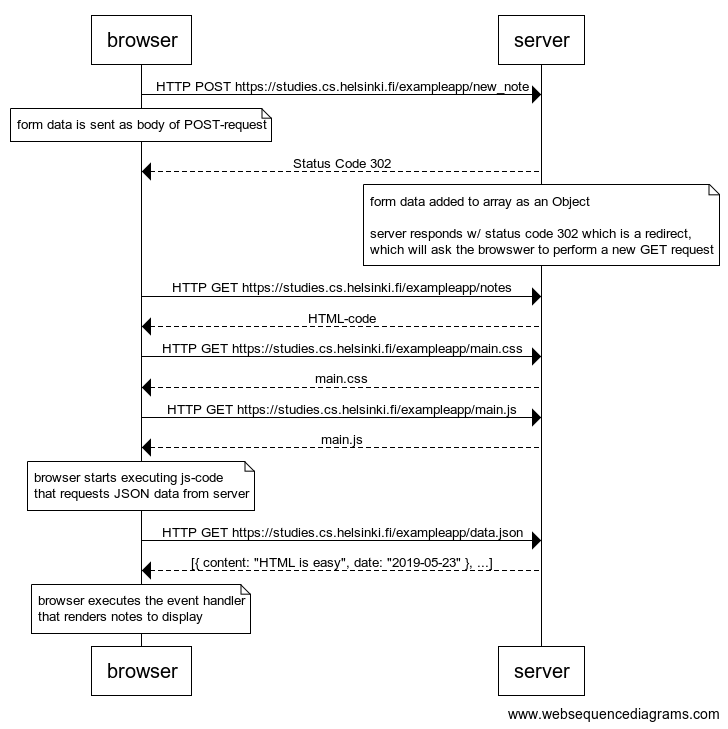 browser
server
HTTP POST https://studies.cs.helsinki.fi/exampleapp/new_note
form data is sent as body of POST-request
Status Code 302
form data added to array as an Object
server responds w/ status code 302 which is a redirect,
which will ask the browswer to perform a new GET request
HTTP GET https://studies.cs.helsinki.fi/exampleapp/notes
HTML-code
HTTP GET https://studies.cs.helsinki.fi/exampleapp/main.css
main.css
HTTP GET https://studies.cs.helsinki.fi/exampleapp/main.js
main.js
browser starts executing js-code
that requests JSON data from server
HTTP GET https://studies.cs.helsinki.fi/exampleapp/data.json
[{ content: "HTML is easy", date: "2019-05-23" }, ...]
browser executes the event handler
that renders notes to display
browser
server
www.websequencediagrams.com